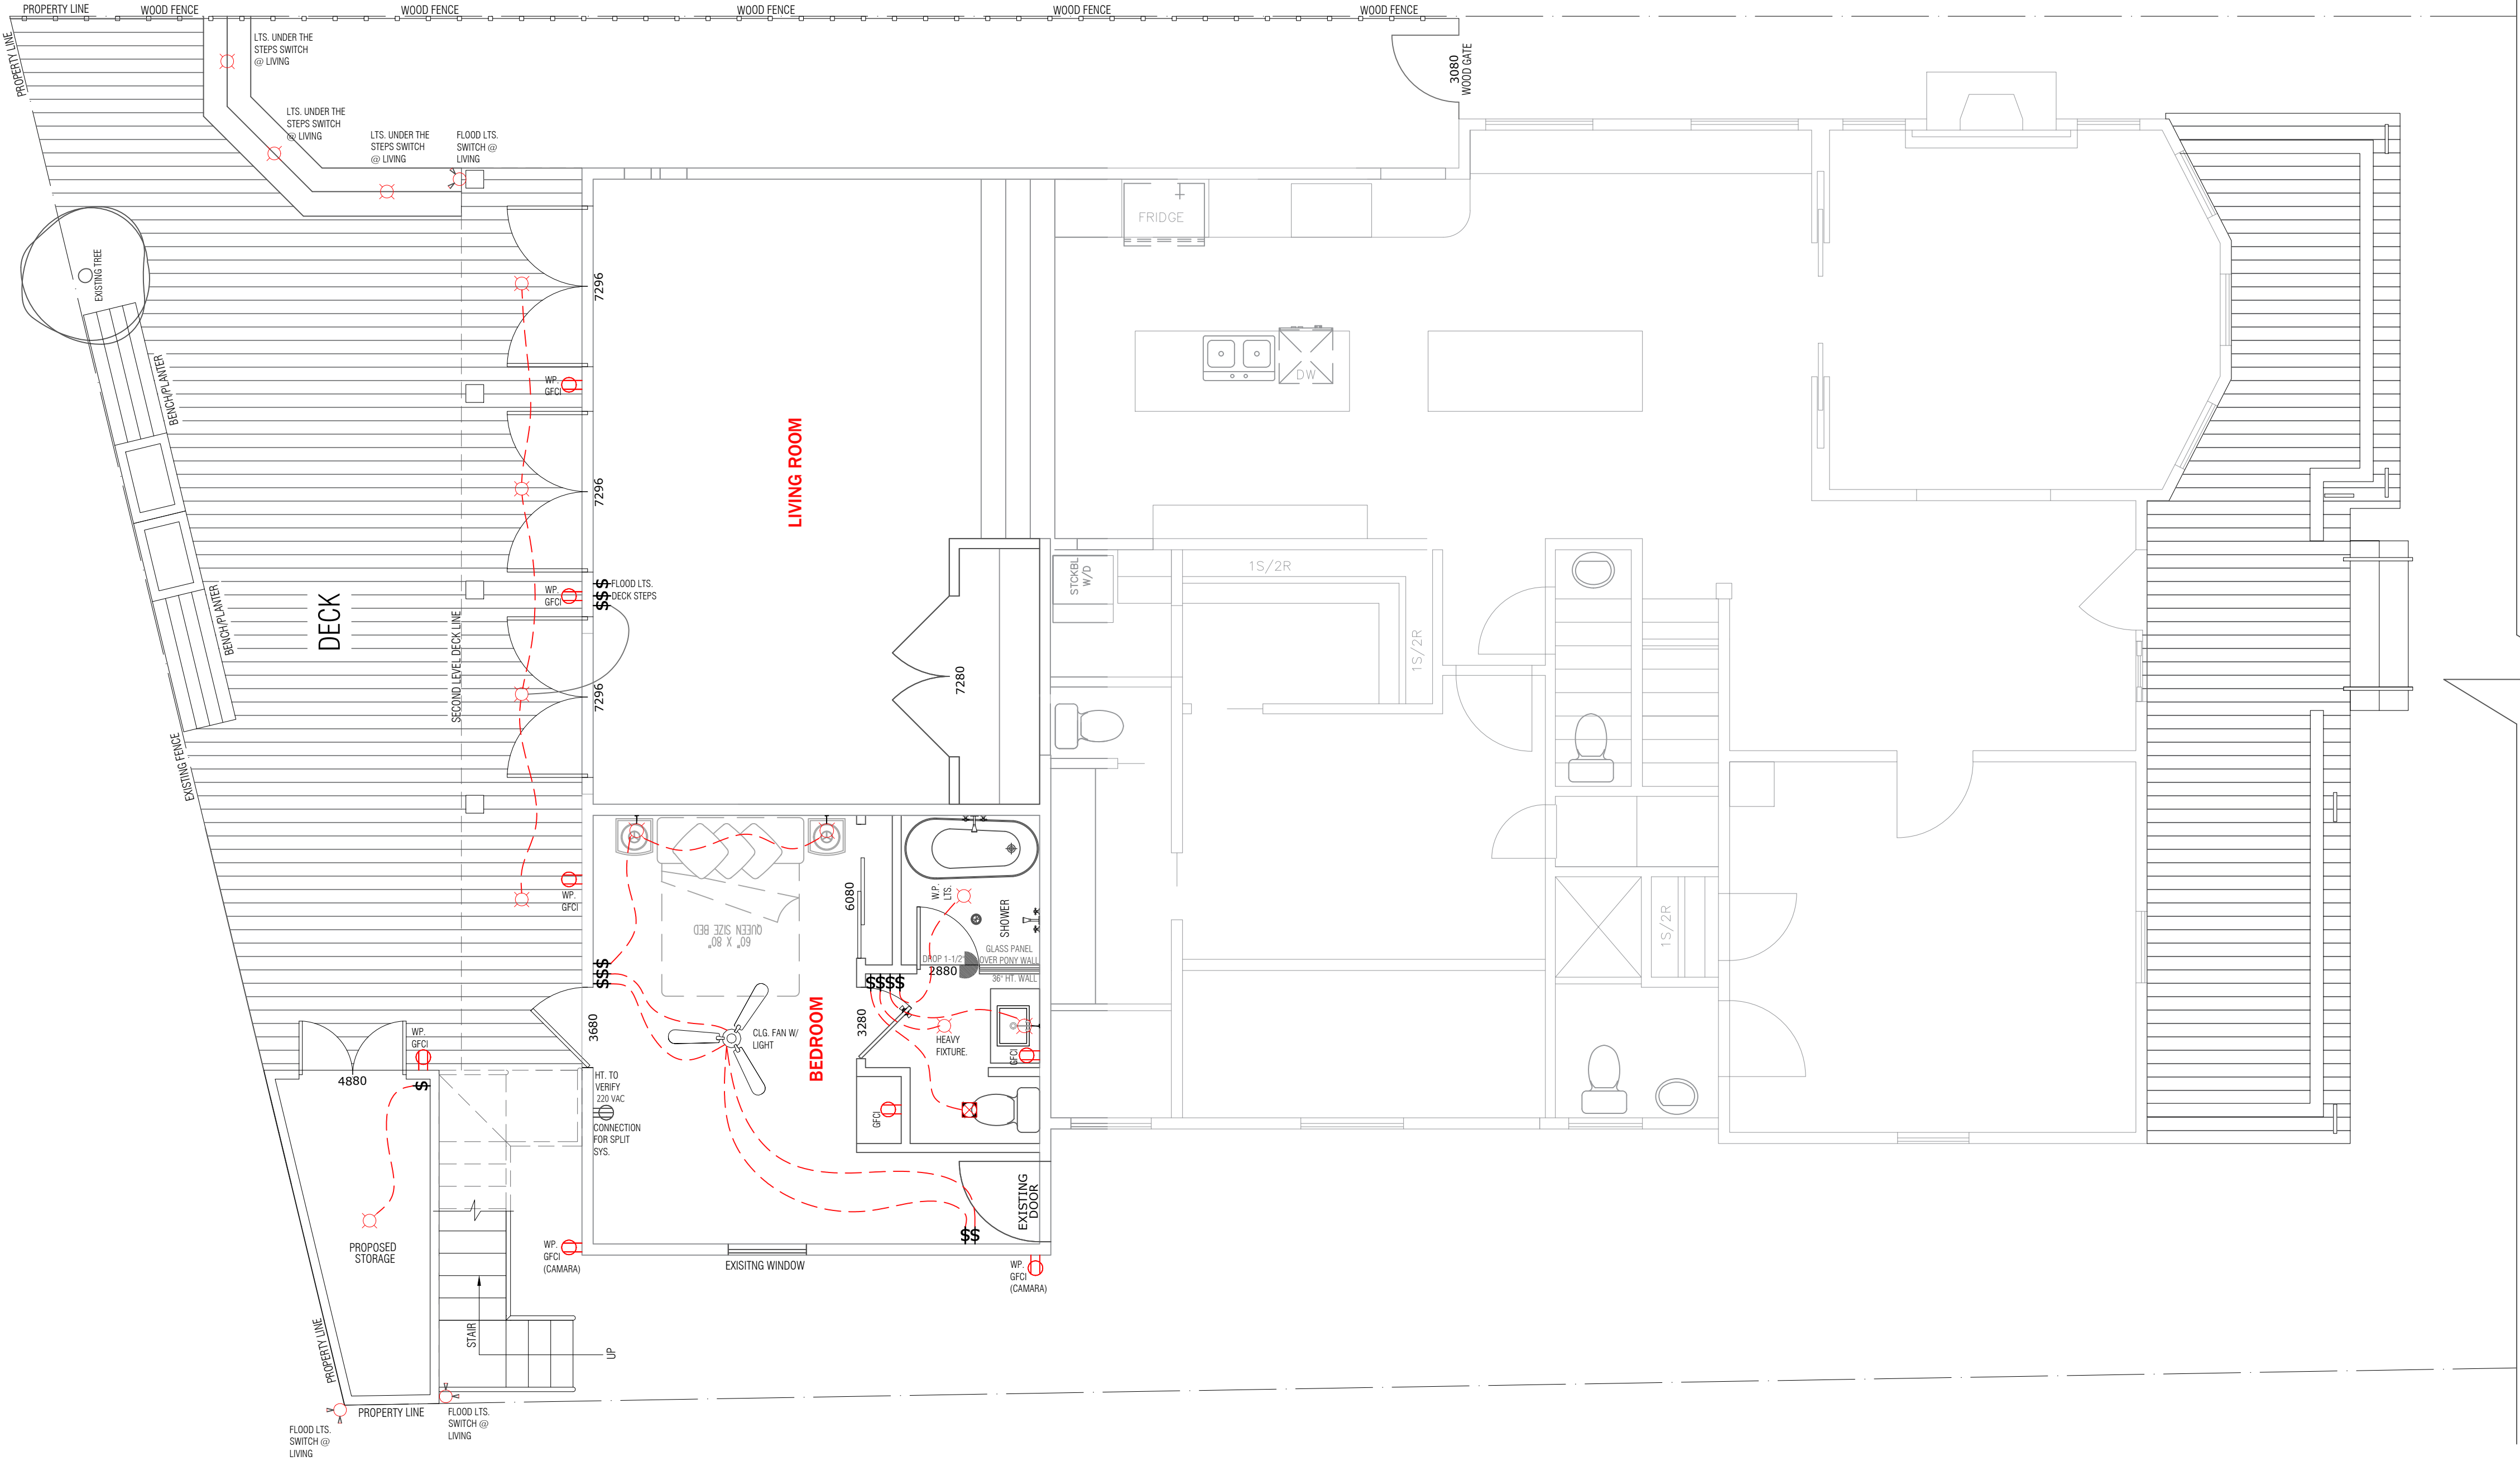 PROPERTY LINE
WOOD FENCE
WOOD FENCE
WOOD FENCE
WOOD FENCE
WOOD FENCE
PROPERTY LINE
LTS. UNDER THE
STEPS SWITCH
@ LIVING
3080
WOOD GATE
LTS. UNDER THE
STEPS SWITCH
@ LIVING
LTS. UNDER THE
STEPS SWITCH
@ LIVING
FLOOD LTS.
SWITCH @
LIVING
FRIDGE
EXISTING TREE
7296
DW
WP.
GFCI
BENCH/PLANTER
LIVING ROOM
7296
1S/2R
STCKBL
W/D
$$ FLOOD LTS.
$$ DECK STEPS
WP.
GFCI
DECK
BENCH/PLANTER
SECOND LEVEL DECK LINE
1S/2R
7296
7280
EXISTING FENCE
6080
W.P.
LTS.
WP.
GFCI
SHOWER
1S/2R
60" X 80"
QUEEN SIZE BED
GLASS PANEL
OVER PONY WALL
DROP 1-1/2"
2880
36" HT. WALL
$$$
$$$$
3680
3280
CLG. FAN W/
LIGHT
BEDROOM
HEAVY
FIXTURE.
GFCI
WP.
GFCI
4880
$
HT. TO
VERIFY
220 VAC
CONNECTION
FOR SPLIT
SYS.
GFCI
EXISTING
DOOR
$$
PROPOSED
STORAGE
WP.
GFCI
(CAMARA)
EXISITNG WINDOW
WP.
GFCI
(CAMARA)
STAIR
UP
PROPERTY LINE
PROPERTY LINE
FLOOD LTS.
SWITCH @
LIVING
FLOOD LTS.
SWITCH @
LIVING